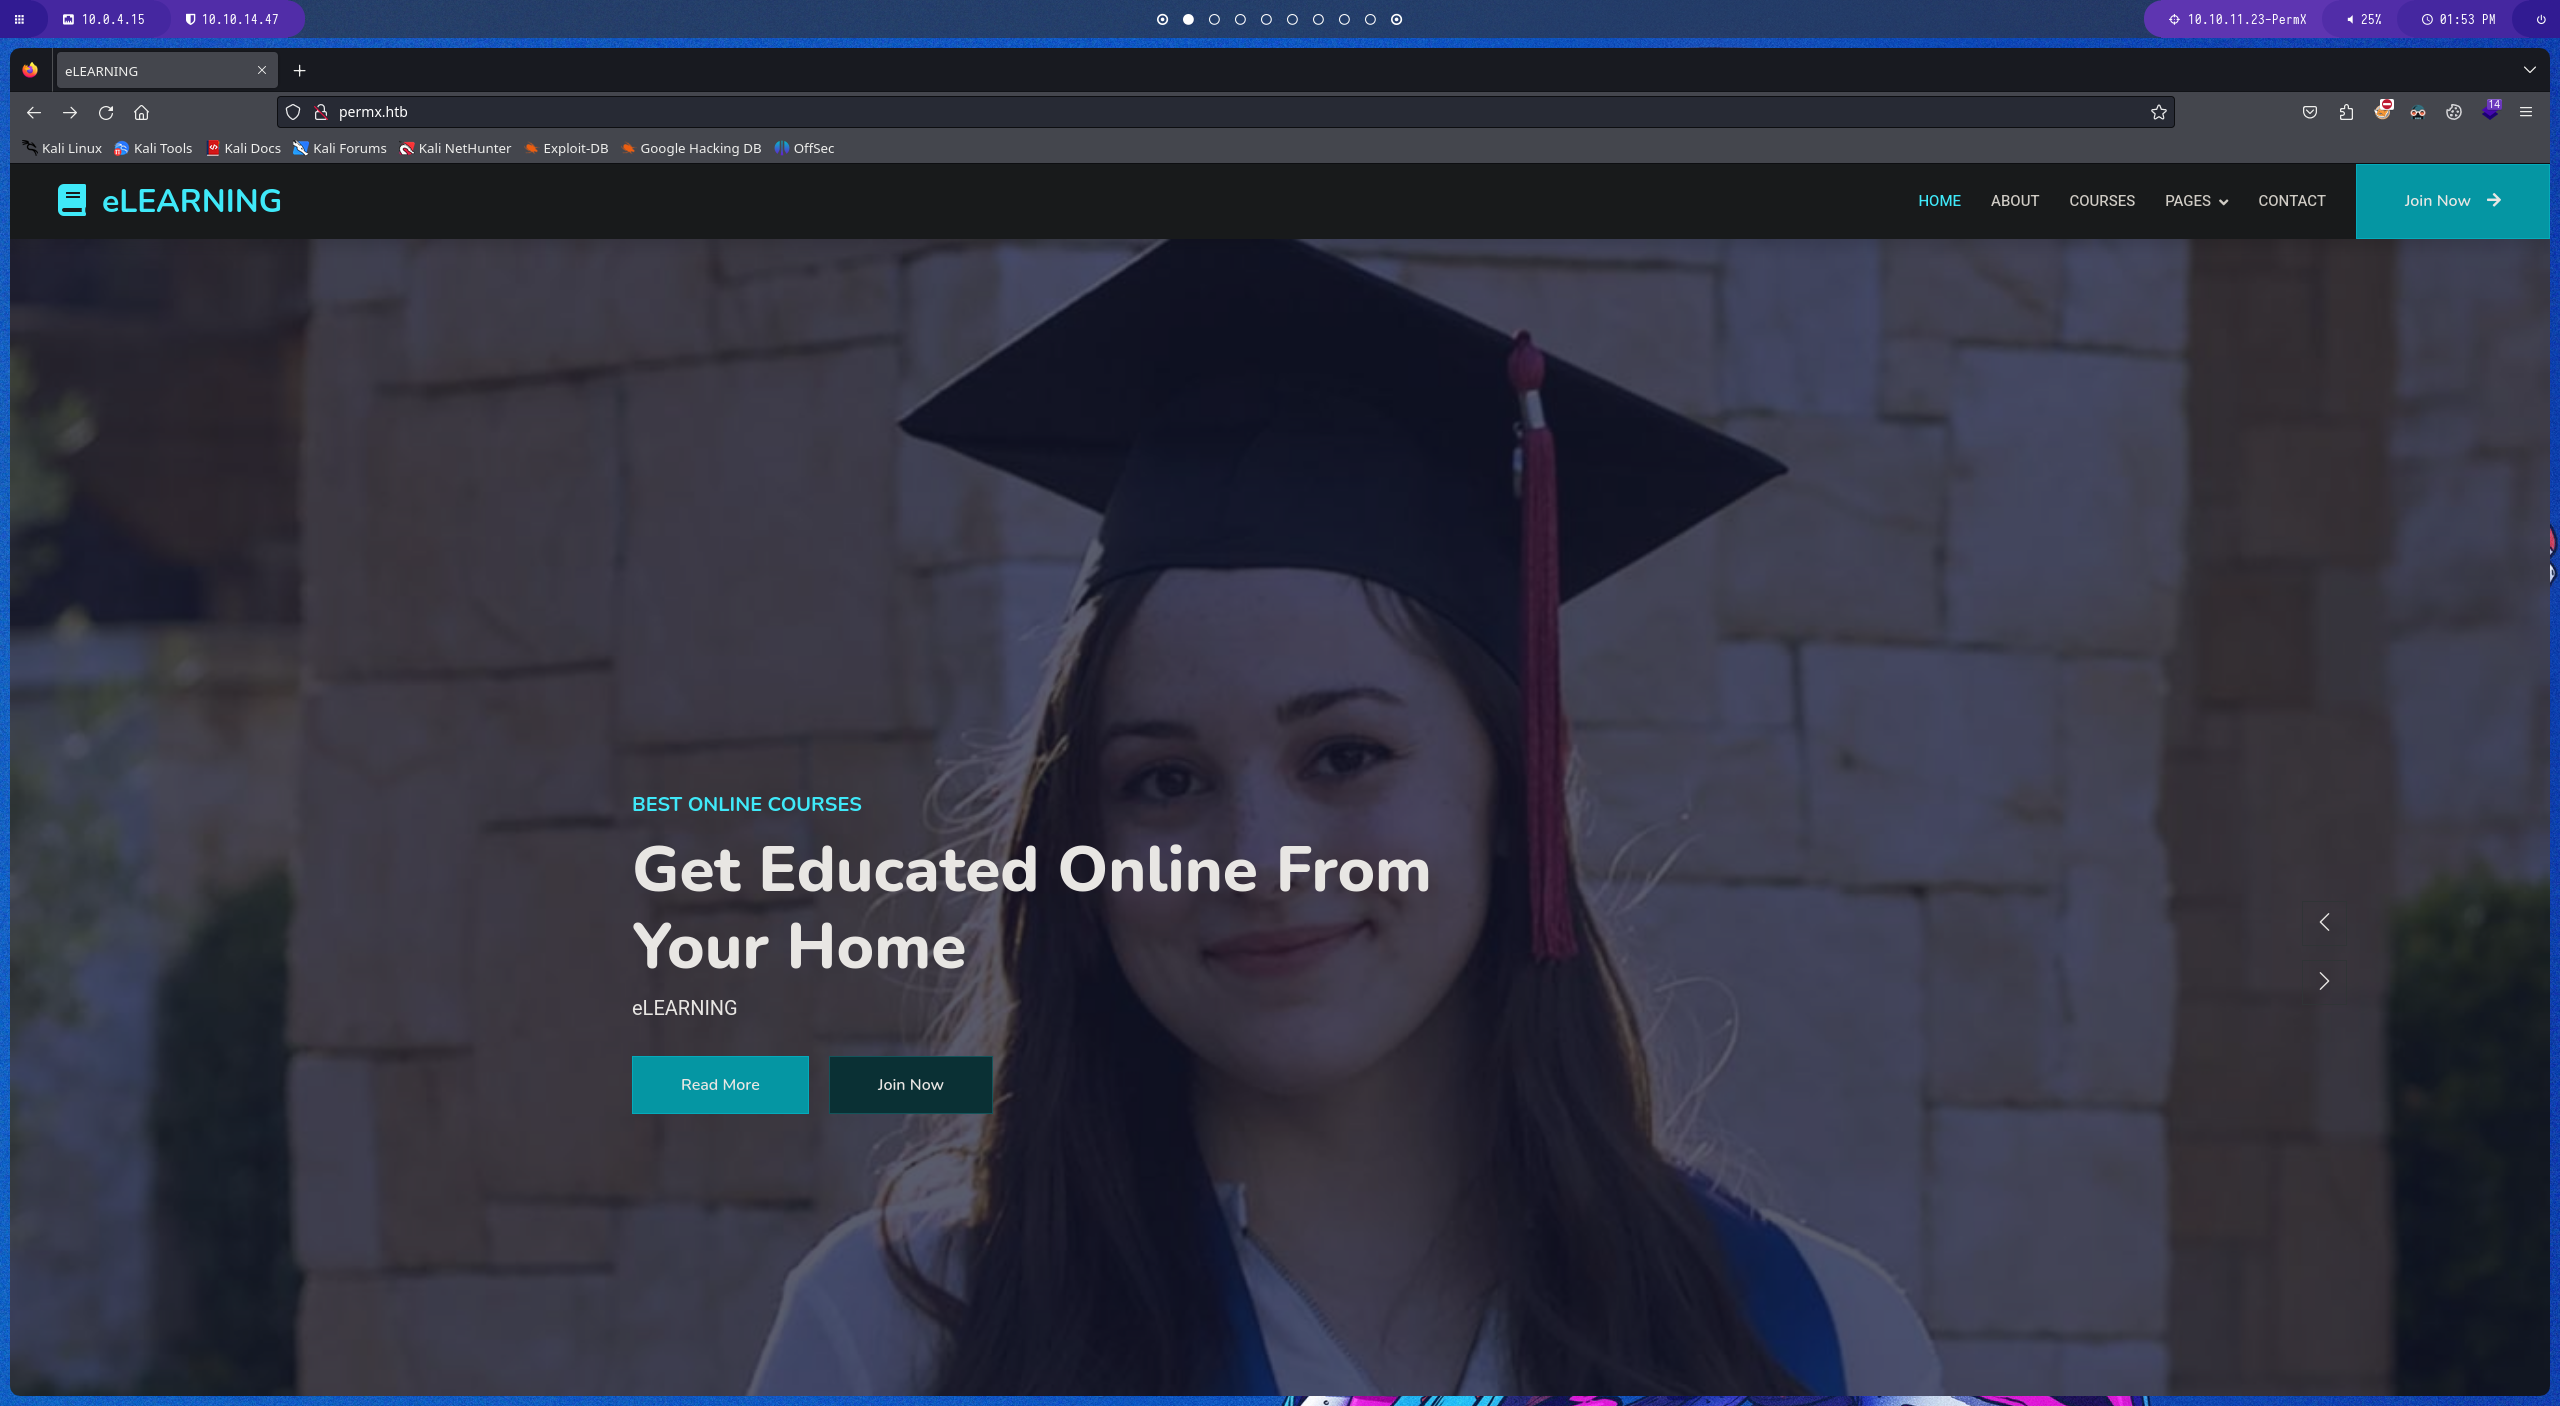 10.0.4.15 10.10.14.47 10.10.11.23-PermX 25% 01:53 PM
eLEARNING
permx.htb 14
Kali Linux Kali Tools Kali Docs Kali Forums Kali NetHunter Exploit-DB Google Hacking DB OffSec
eLEARNING HOME ABOUT COURSES PAGES CONTACT Join Now
BEST ONLINE COURSES
Get Educated Online From
Your Home
eLEARNING
Read More Join Now